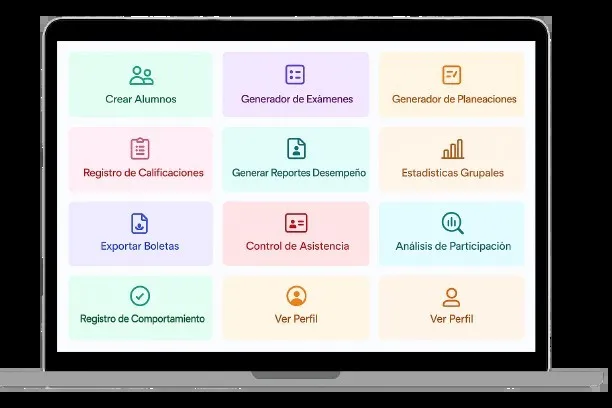 Crear Alumnos
Generador de Exámenes
Generador de Planeaciones
Registro de Calificaciones
Generar Reportes Desempeño
Estadísticas Grupales
Exportar Boletas
Control de Asistencia
Análisis de Participación
Registro de Comportamiento
Ver Perfil
Ver Perfil